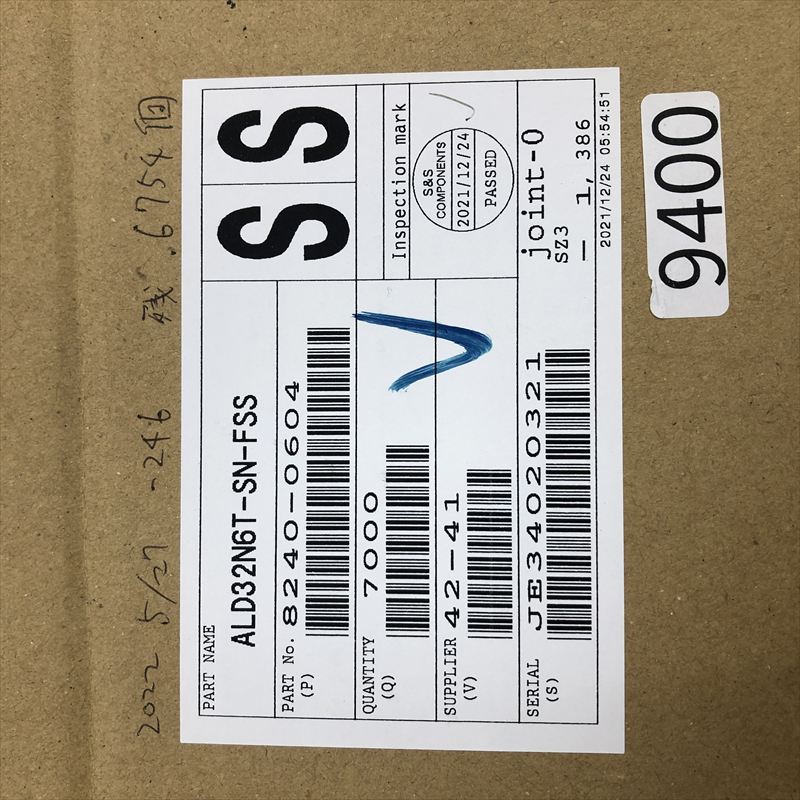 2022 5/27 -246 残 6754個
PART NAME
ALD32N6T-SN-FSS
SS
PART No.
(P)
8240-0604
QUANTITY
(Q)
7000
Inspection mark
S&S
COMPONENTS
2021/12/24
PASSED
SUPPLIER
(V)
42-41
SERIAL
(S)
JE34020321
joint-O
SZ3
— 1,386
2021/12/24 05:54:51
9400